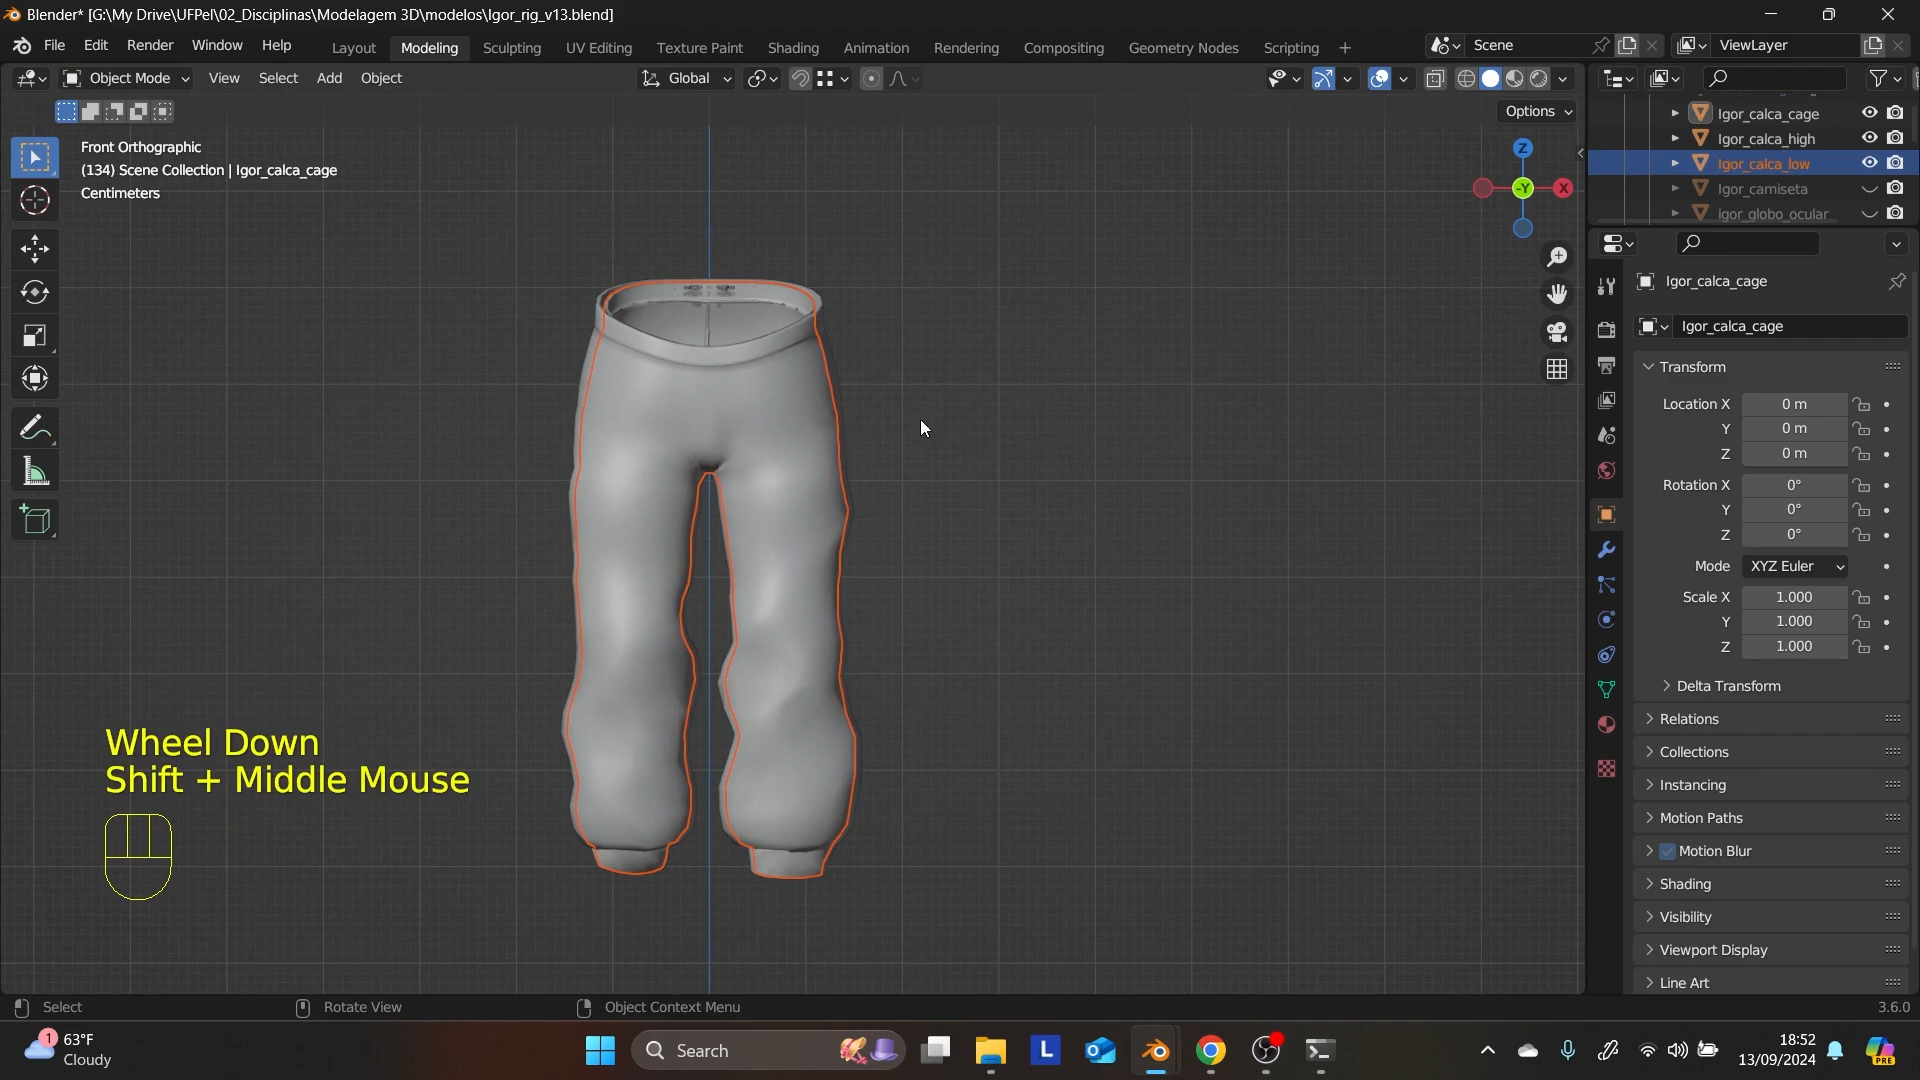 Blender* [G:\My Drive\UFPel\02_Disciplinas\Modelagem 3D\modelos\Igor_rig_v13.blend]
File Edit Render Window Help Layout Modeling Sculpting UV Editing Texture Paint Shading Animation Rendering Compositing Geometry Nodes Scripting + Scene ViewLayer
Object Mode View Select Add Object Global
Options
Front Orthographic
(134) Scene Collection | Igor_calca_cage
Centimeters
Z
-Y
X
Igor_calca_cage
Igor_calca_high
Igor_calca_low
Igor_camiseta
igor_globo_ocular
Igor_calca_cage
Igor_calca_cage
Transform
Location X 0 m
Y 0 m
Z 0 m
Rotation X 0°
Y 0°
Z 0°
Mode XYZ Euler
Scale X 1.000
Y 1.000
Z 1.000
Delta Transform
Relations
Collections
Instancing
Motion Paths
Motion Blur
Shading
Visibility
Viewport Display
Line Art
Wheel Down
Shift + Middle Mouse
Select Rotate View Object Context Menu 3.6.0
1
63°F
Cloudy
Search
L
PRE
18:52
13/09/2024